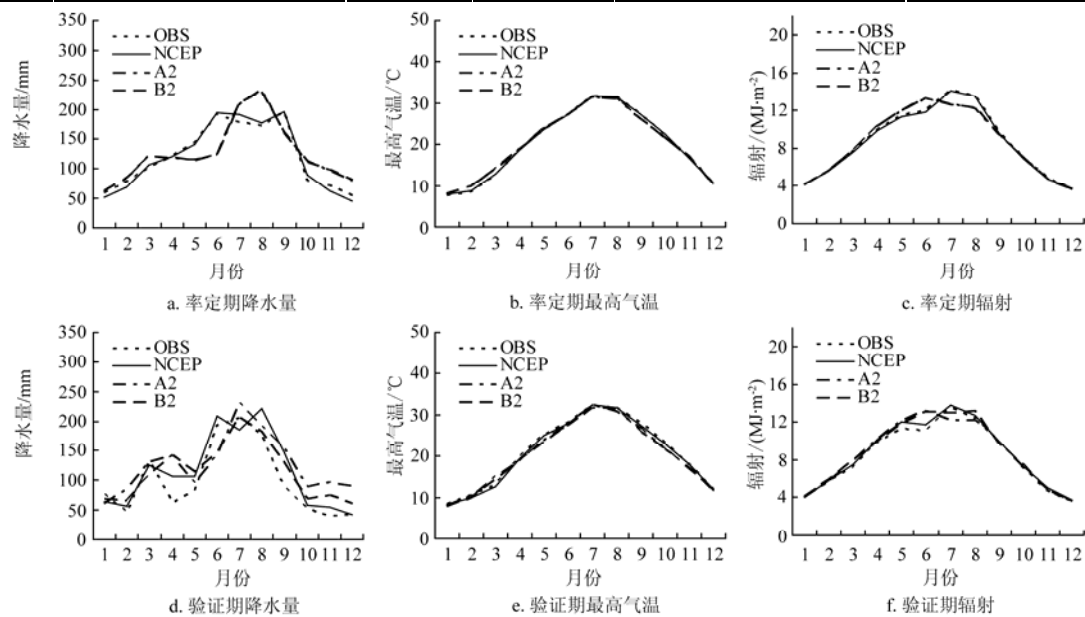 降水量/mm
350
300
250
200
150
100
50
0
OBS
NCEP
A2
B2
1 2 3 4 5 6 7 8 9 10 11 12
月份
a. 率定期降水量
最高气温/℃
50
40
30
20
10
0
OBS
NCEP
A2
B2
1 2 3 4 5 6 7 8 9 10 11 12
月份
b. 率定期最高气温
辐射/(MJ·m⁻²)
20
16
12
8
4
0
OBS
NCEP
A2
B2
1 2 3 4 5 6 7 8 9 10 11 12
月份
c. 率定期辐射
降水量/mm
350
300
250
200
150
100
50
0
OBS
NCEP
A2
B2
1 2 3 4 5 6 7 8 9 10 11 12
月份
d. 验证期降水量
最高气温/℃
50
40
30
20
10
0
OBS
NCEP
A2
B2
1 2 3 4 5 6 7 8 9 10 11 12
月份
e. 验证期最高气温
辐射/(MJ·m⁻²)
20
16
12
8
4
0
OBS
NCEP
A2
B2
1 2 3 4 5 6 7 8 9 10 11 12
月份
f. 验证期辐射